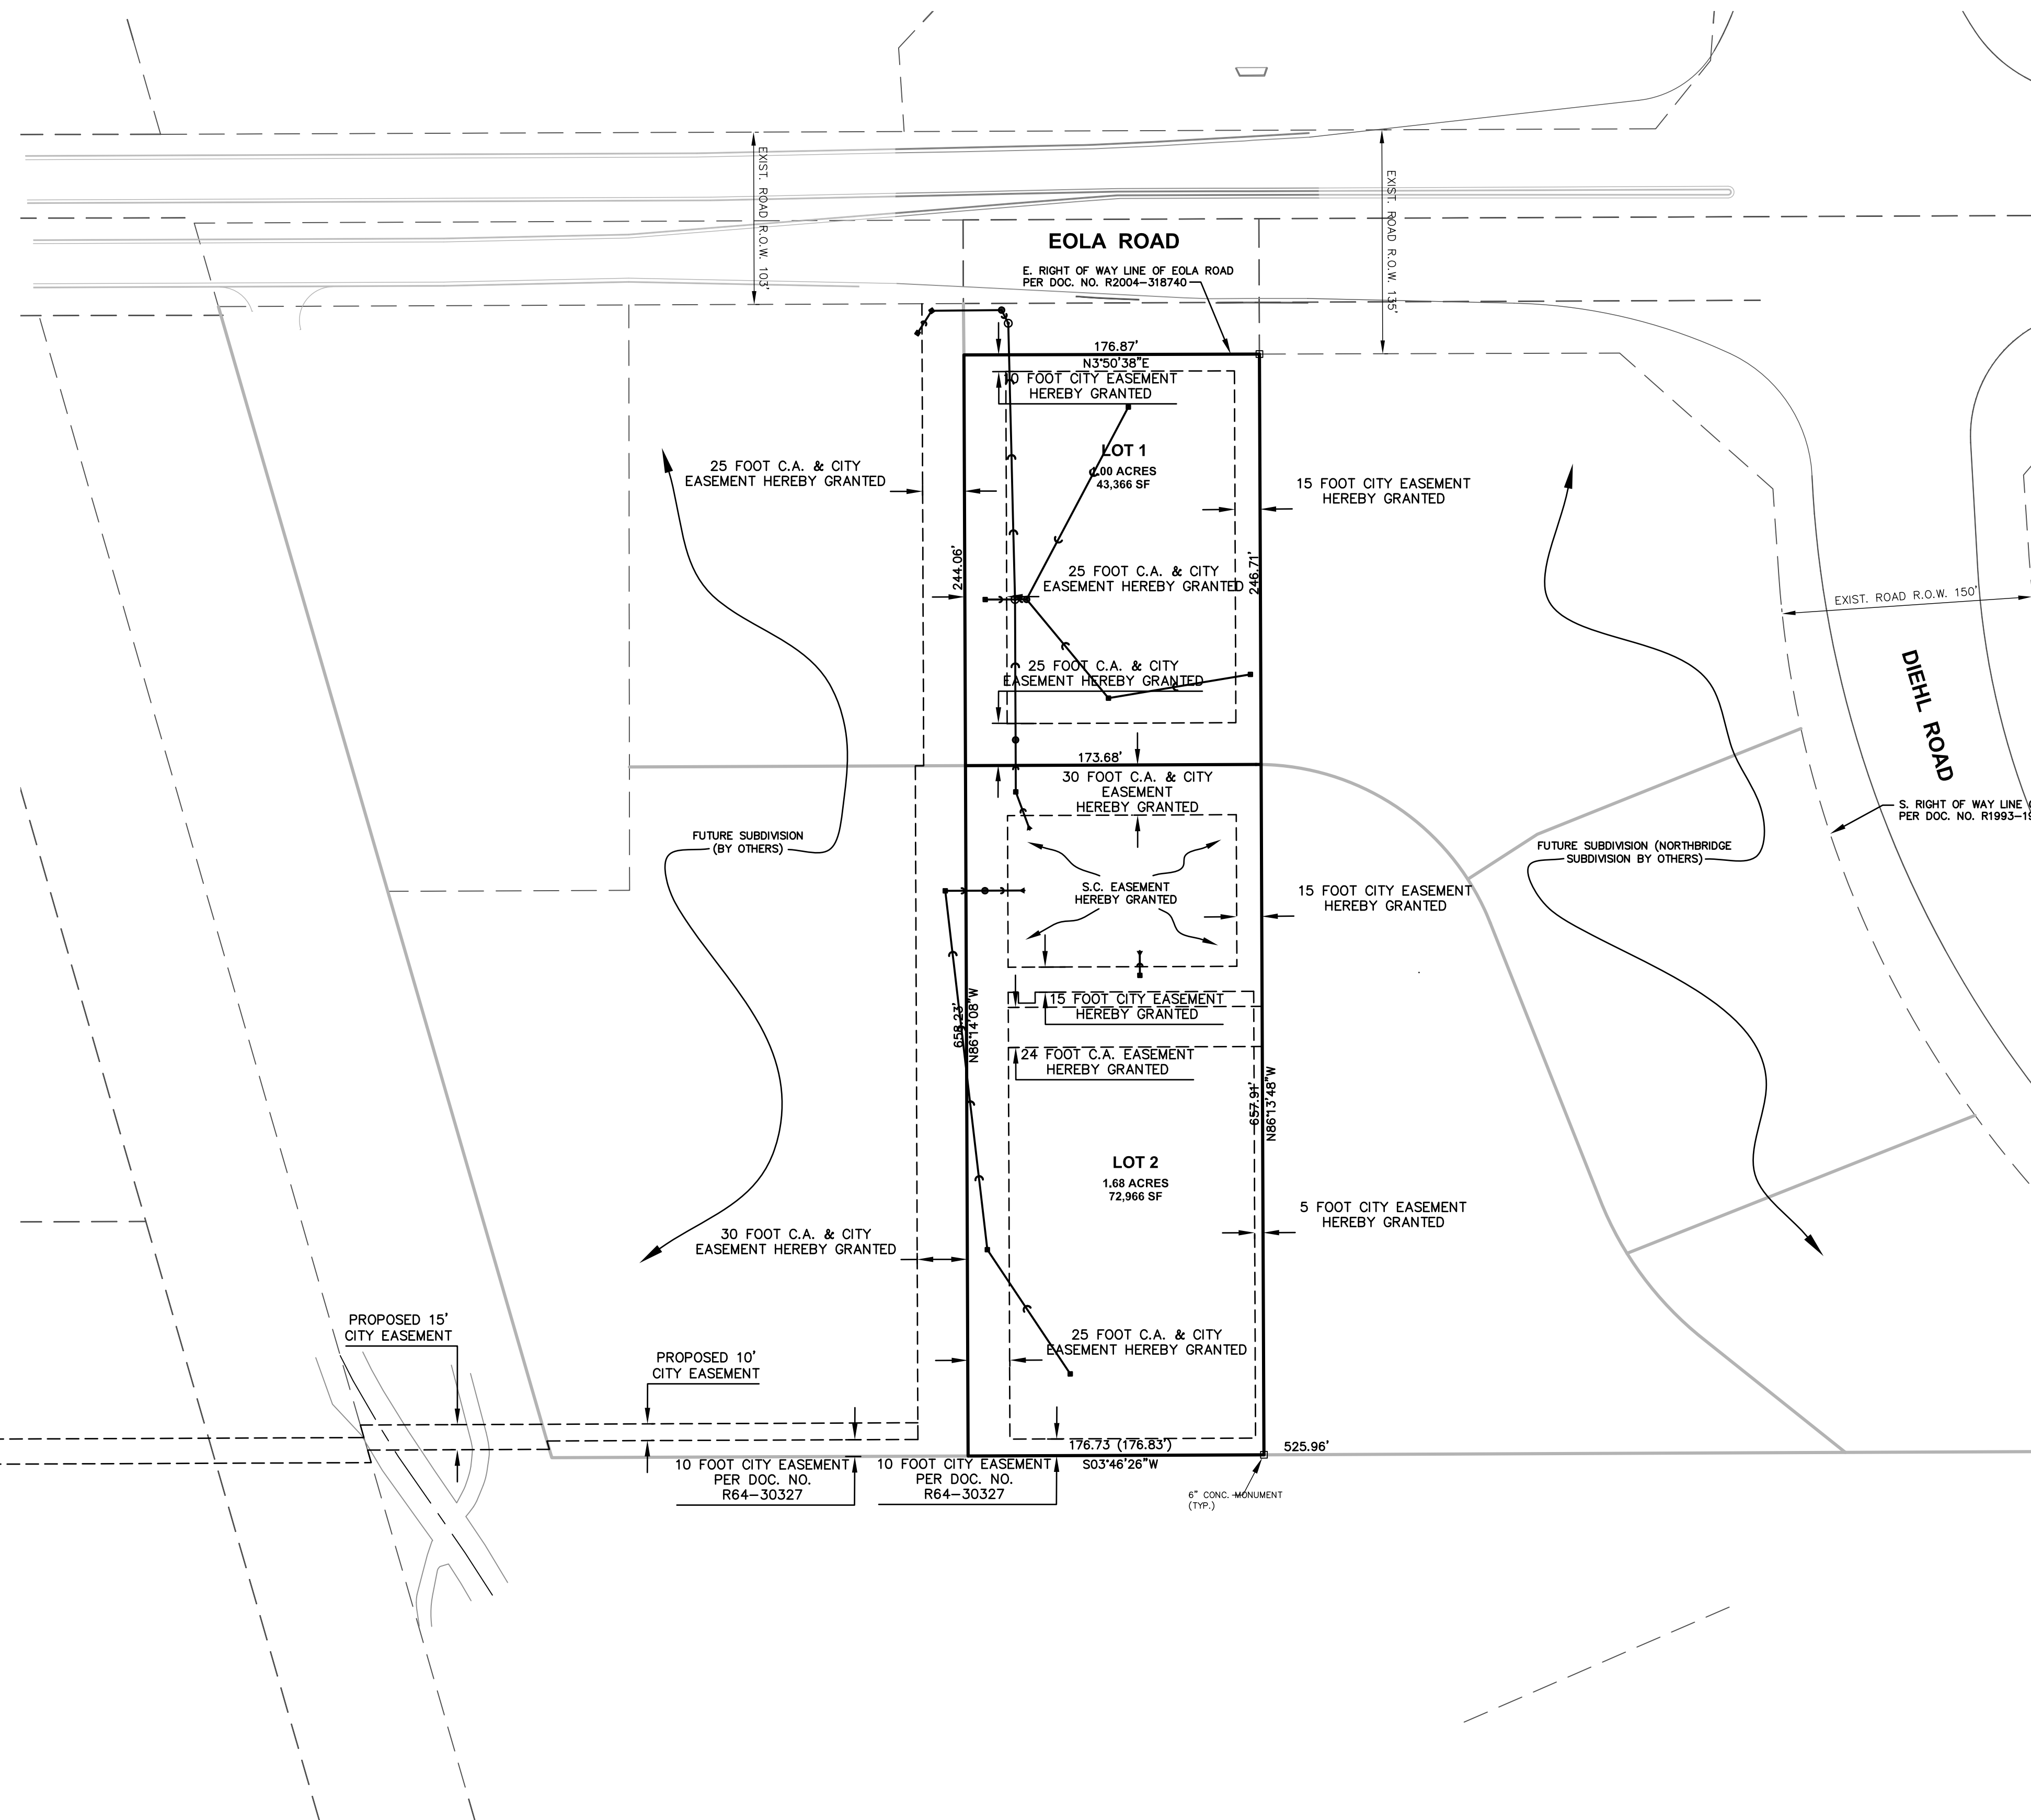 EXIST. ROAD R.O.W. 103'
EXIST. ROAD R.O.W. 135'
EOLA ROAD
E. RIGHT OF WAY LINE OF EOLA ROAD
PER DOC. NO. R2004-318740
176.87'
N3°50'38"E
10 FOOT CITY EASEMENT
HEREBY GRANTED
LOT 1
1.00 ACRES
43,366 SF
25 FOOT C.A. & CITY
EASEMENT HEREBY GRANTED
15 FOOT CITY EASEMENT
HEREBY GRANTED
244.06'
246.71'
25 FOOT C.A. & CITY
EASEMENT HEREBY GRANTED
EXIST. ROAD R.O.W. 150'
25 FOOT C.A. & CITY
EASEMENT HEREBY GRANTED
DIEHL ROAD
173.68'
30 FOOT C.A. & CITY
EASEMENT
HEREBY GRANTED
S. RIGHT OF WAY LINE
PER DOC. NO. R1993-19
FUTURE SUBDIVISION
(BY OTHERS)
FUTURE SUBDIVISION (NORTHBRIDGE
SUBDIVISION BY OTHERS)
S.C. EASEMENT
HEREBY GRANTED
15 FOOT CITY EASEMENT
HEREBY GRANTED
658.23'
N86°14'08"W
15 FOOT CITY EASEMENT
HEREBY GRANTED
24 FOOT C.A. EASEMENT
HEREBY GRANTED
657.91'
N86°13'48"W
LOT 2
1.68 ACRES
72,966 SF
5 FOOT CITY EASEMENT
HEREBY GRANTED
30 FOOT C.A. & CITY
EASEMENT HEREBY GRANTED
PROPOSED 15'
CITY EASEMENT
PROPOSED 10'
CITY EASEMENT
25 FOOT C.A. & CITY
EASEMENT HEREBY GRANTED
176.73 (176.83')
S03°46'26"W
525.96'
10 FOOT CITY EASEMENT
PER DOC. NO.
R64-30327
10 FOOT CITY EASEMENT
PER DOC. NO.
R64-30327
6" CONC. MONUMENT
(TYP.)